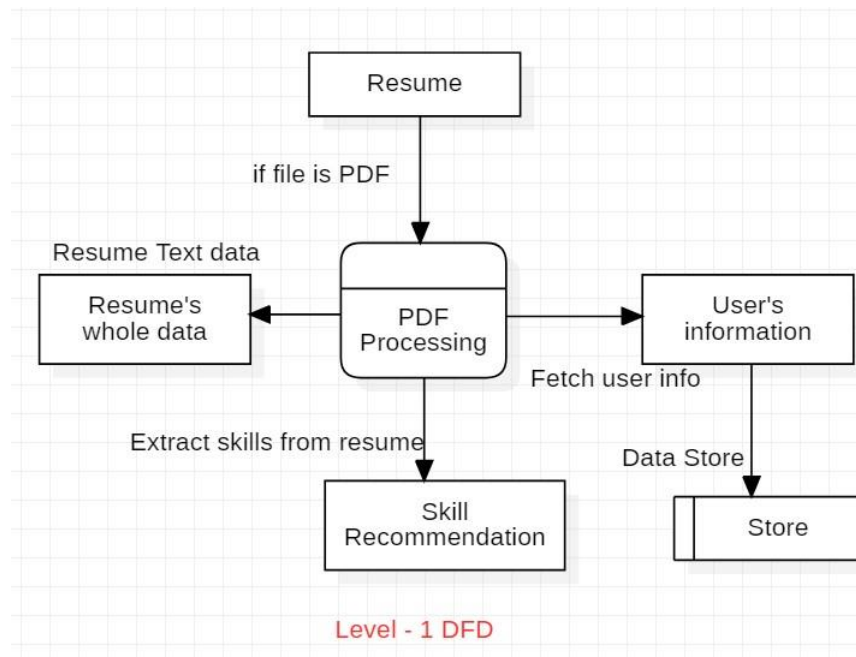 Resume
if file is PDF
Resume Text data
Resume's
whole data
PDF
Processing
User's
information
Fetch user info
Extract skills from resume
Data Store
Skill
Recommendation
Store
Level - 1 DFD